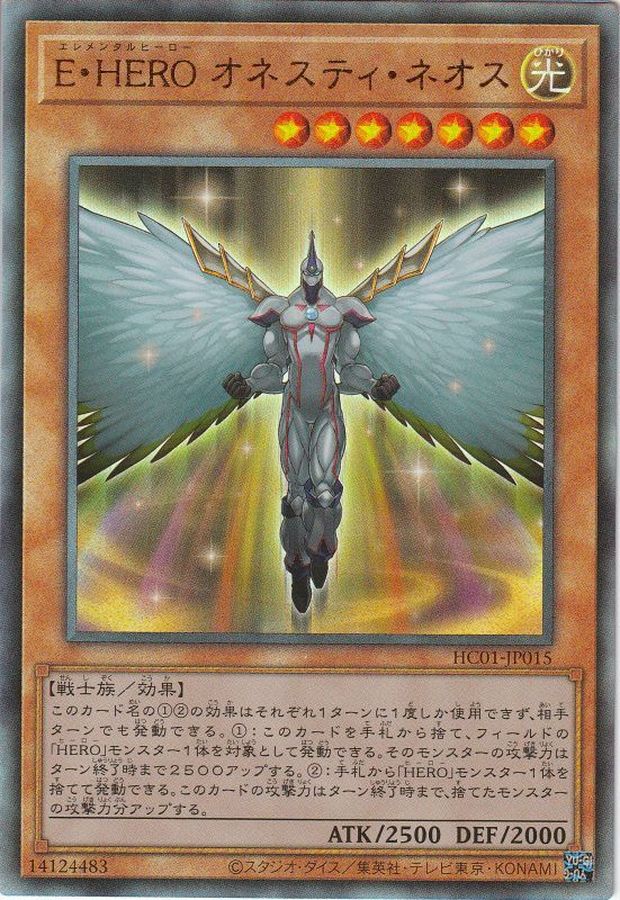 エレメンタルヒーロー
E・HERO オネスティ・ネオス
ひかり
光
HC01-JP015
【戦士族／効果】
このカード名の①②の効果はそれぞれ1ターンに1度しか使用できず、相手
ターンでも発動できる。①：このカードを手札から捨て、フィールドの
「HERO」モンスター1体を対象として発動できる。そのモンスターの攻撃力は
ターン終了時まで2500アップする。②：手札から「HERO」モンスター1体を
捨てて発動できる。このカードの攻撃力はターン終了時まで、捨てたモンスター
の攻撃力分アップする。
ATK/2500 DEF/2000
14124483
©スタジオ・ダイス／集英社・テレビ東京・KONAMI